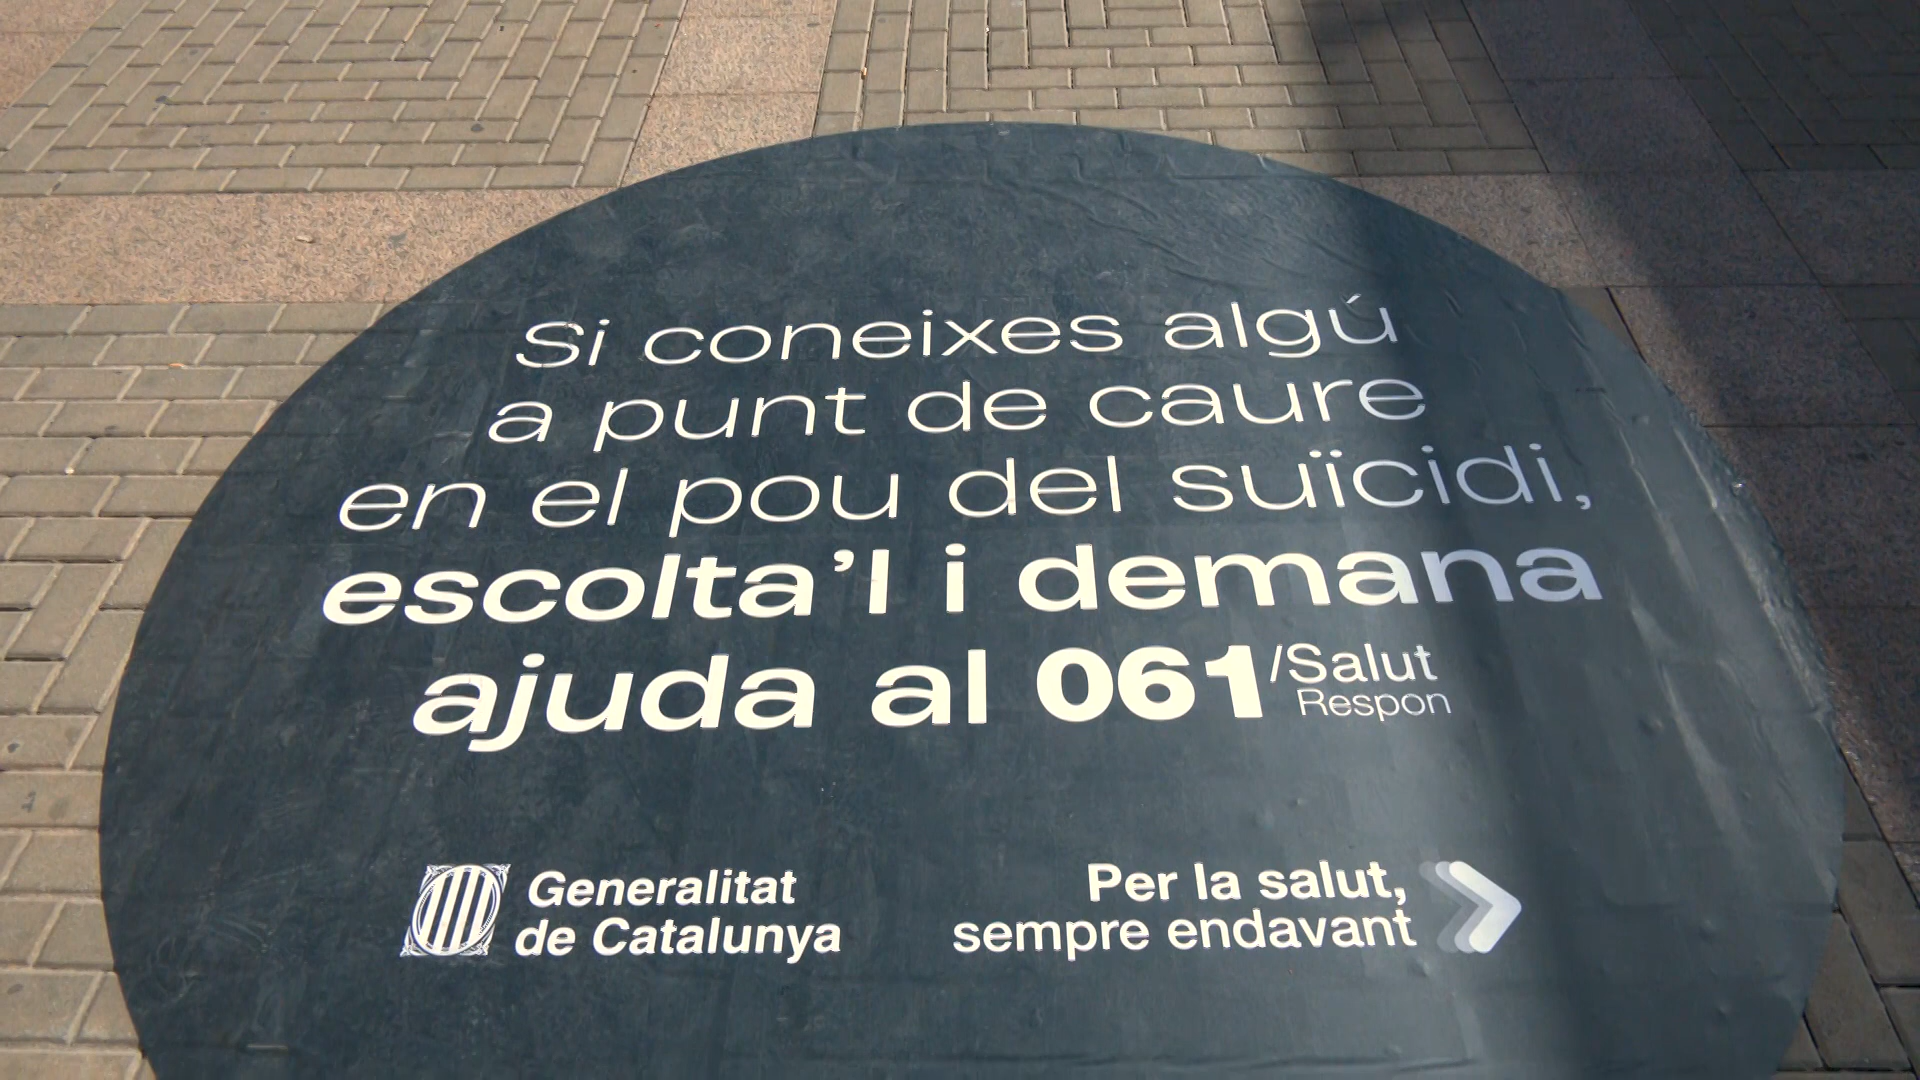 Si coneixes algú
a punt de caure
en el pou del suïcidi,
escolta'l i demana
ajuda al 061/Salut
Respon
Generalitat
de Catalunya
Per la salut,
sempre endavant